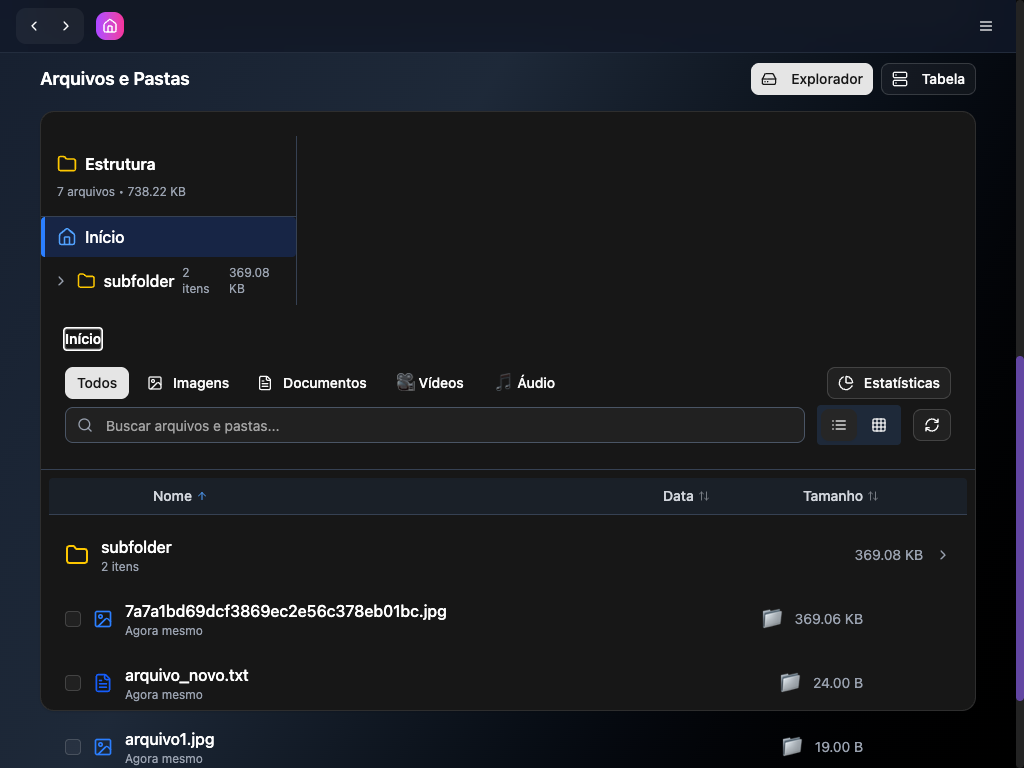 Arquivos e Pastas
Explorador
Tabela
Estrutura
7 arquivos • 738.22 KB
Início
subfolder
2 itens
369.08 KB
Início
Todos
Imagens
Documentos
Vídeos
Áudio
Estatísticas
Buscar arquivos e pastas...
Nome
Data
Tamanho
subfolder
369.08 KB
2 itens
7a7a1bd69dcf3869ec2e56c378eb01bc.jpg
369.06 KB
Agora mesmo
arquivo_novo.txt
24.00 B
Agora mesmo
arquivo1.jpg
19.00 B
Agora mesmo